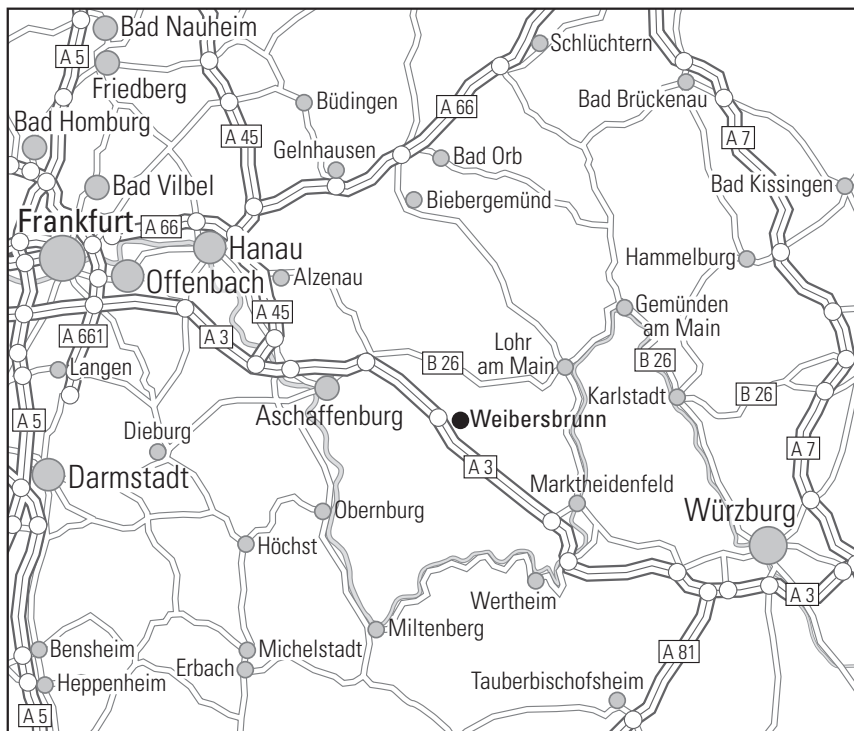 Bad Nauheim
Schlüchtern
A 5
Friedberg
Büdingen
Bad Brückenau
A 66
Bad Homburg
A 45
A 7
Gelnhausen
Bad Orb
Bad Vilbel
Bad Kissingen
Biebergemünd
Frankfurt
A 66
Hanau
Hammelburg
Offenbach
Alzenau
Gemünden
am Main
A 45
A 661
A 3
Lohr
am Main
B 26
B 26
Langen
Karlstadt
B 26
Aschaffenburg
A 5
Weibersbrunn
Dieburg
A 7
A 3
Darmstadt
Marktheidenfeld
Würzburg
Obernburg
Höchst
Wertheim
A 3
Miltenberg
Bensheim
Michelstadt
A 81
Erbach
Heppenheim
Tauberbischofsheim
A 5